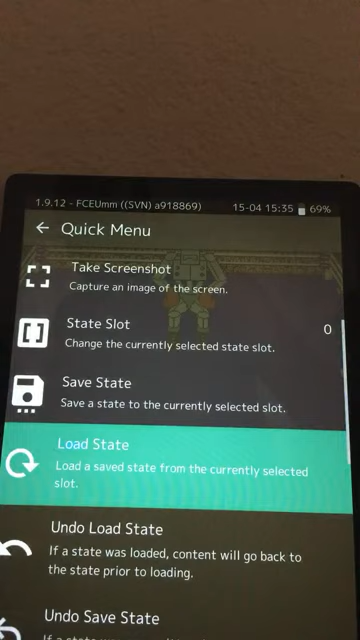 1.9.12 - FCEUmm ((SVN) a918869) 15-04 15:35 69%
Quick Menu
Take Screenshot
Capture an image of the screen.
State Slot 0
Change the currently selected state slot.
Save State
Save a state to the currently selected slot.
Load State
Load a saved state from the currently selected
slot.
Undo Load State
If a state was loaded, content will go back to
the state prior to loading.
Undo Save State